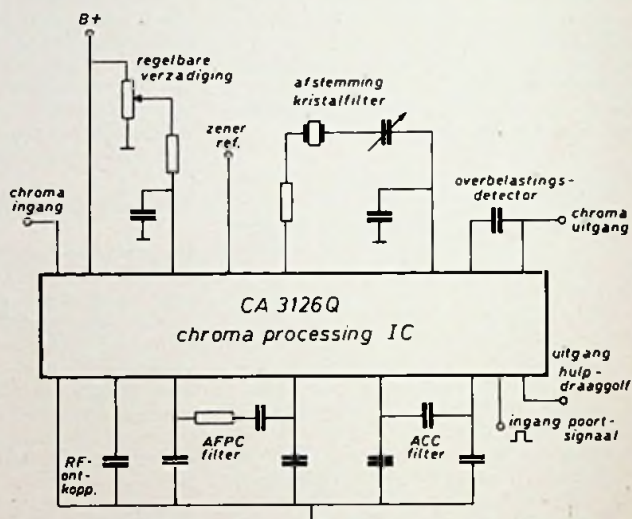 B+
regelbare
verzadiging
afstemming
kristalfilter
zener
ref.
chroma
ingang
overbelastings-
detector
chroma
uitgang
CA 3126Q
chroma processing IC
uitgang
hulp-
draaggolf
ingang poort-
signaal
RF-
ont-
kopp.
AFPC
filter
ACC
filter